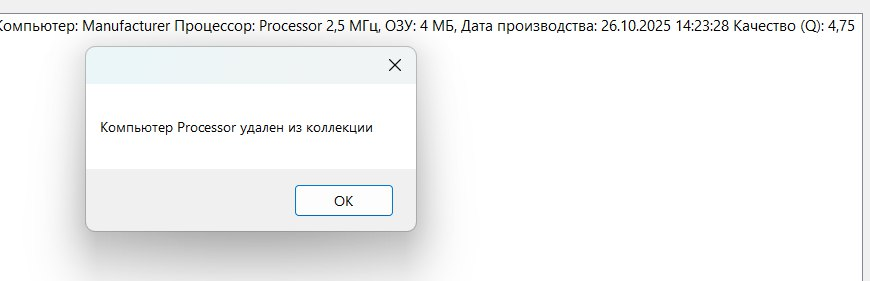 Компьютер: Manufacturer Процессор: Processor 2,5 МГц, ОЗУ: 4 МБ, Дата производства: 26.10.2025 14:23:28 Качество (Q): 4,75
Компьютер Processor удален из коллекции
ОК